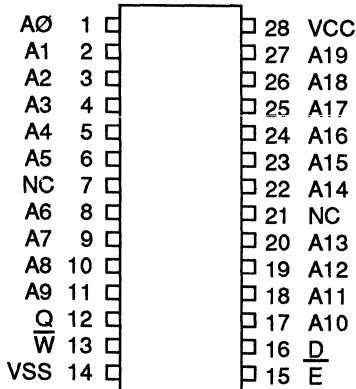 AØ 1 28 VCC
A1 2 27 A19
A2 3 26 A18
A3 4 25 A17
A4 5 24 A16
A5 6 23 A15
NC 7 22 A14
A6 8 21 NC
A7 9 20 A13
A8 10 19 A12
A9 11 18 A11
Q 12 17 A10
W̅ 13 16 D
VSS 14 15 E̅